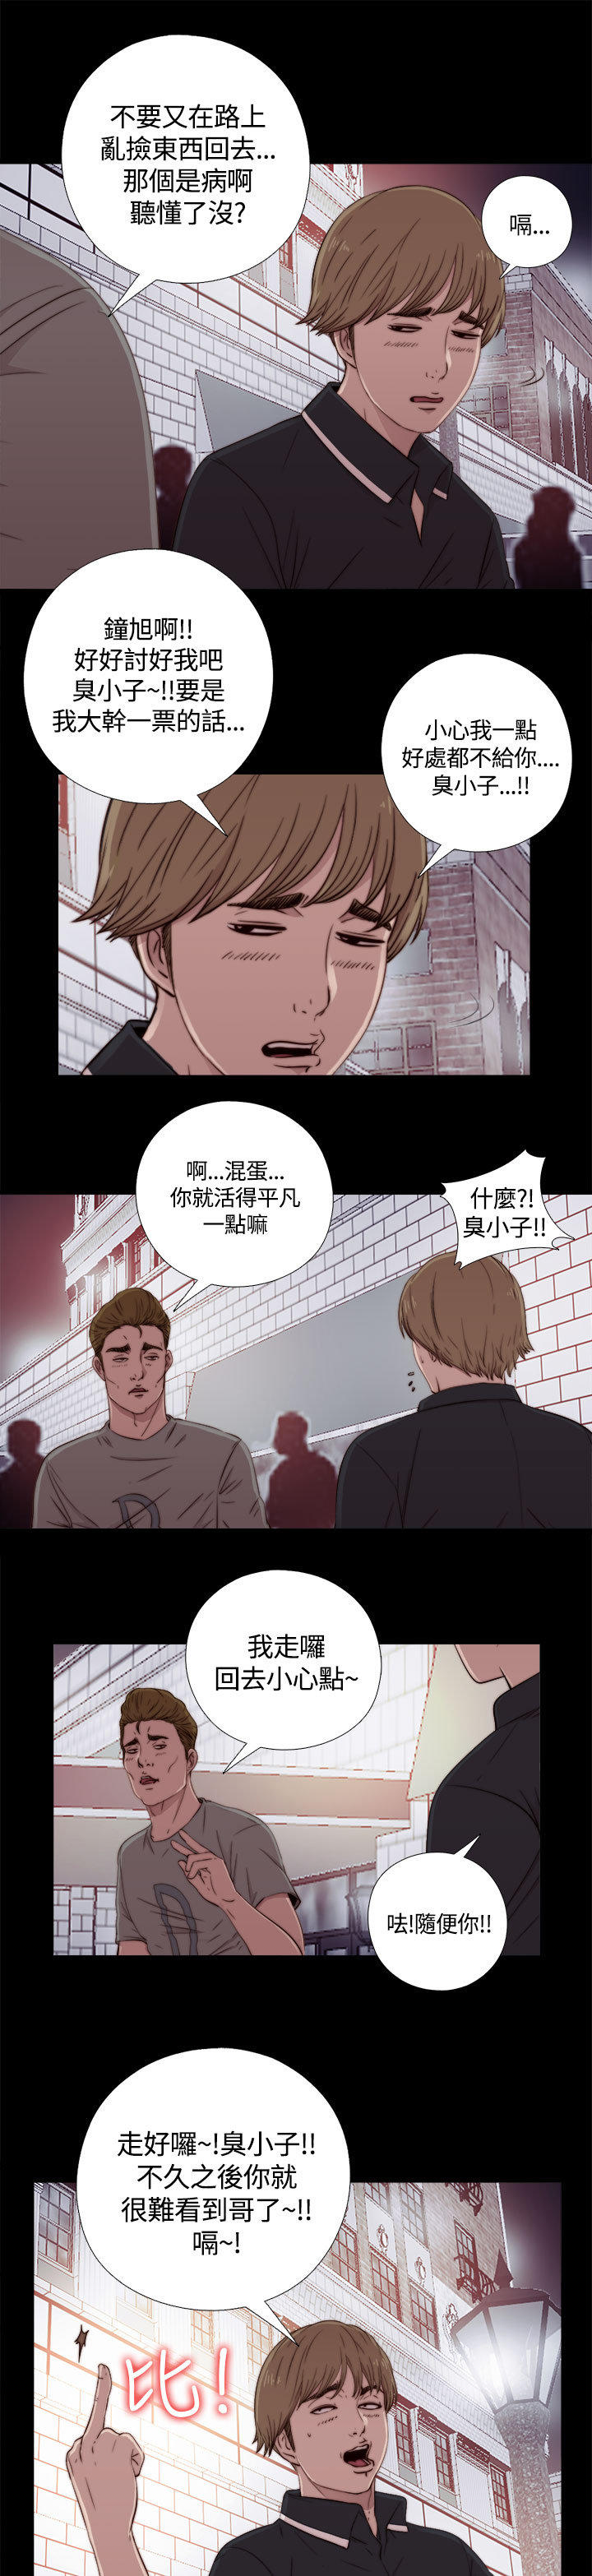 不要又在路上
亂撿東西回去...
那個是病啊
聽懂了沒?
嗝...
鐘旭啊!!
好好討好我吧
臭小子~!!要是
我大幹一票的話...
小心我一點
好處都不給你....
臭小子...!!
啊...混蛋...
你就活得平凡
一點嘛
什麼?!
臭小子!!
我走囉
回去小心點~
呿!隨便你!!
走好囉~!臭小子!!
不久之後你就
很難看到哥了~!!
嗝~!
比!